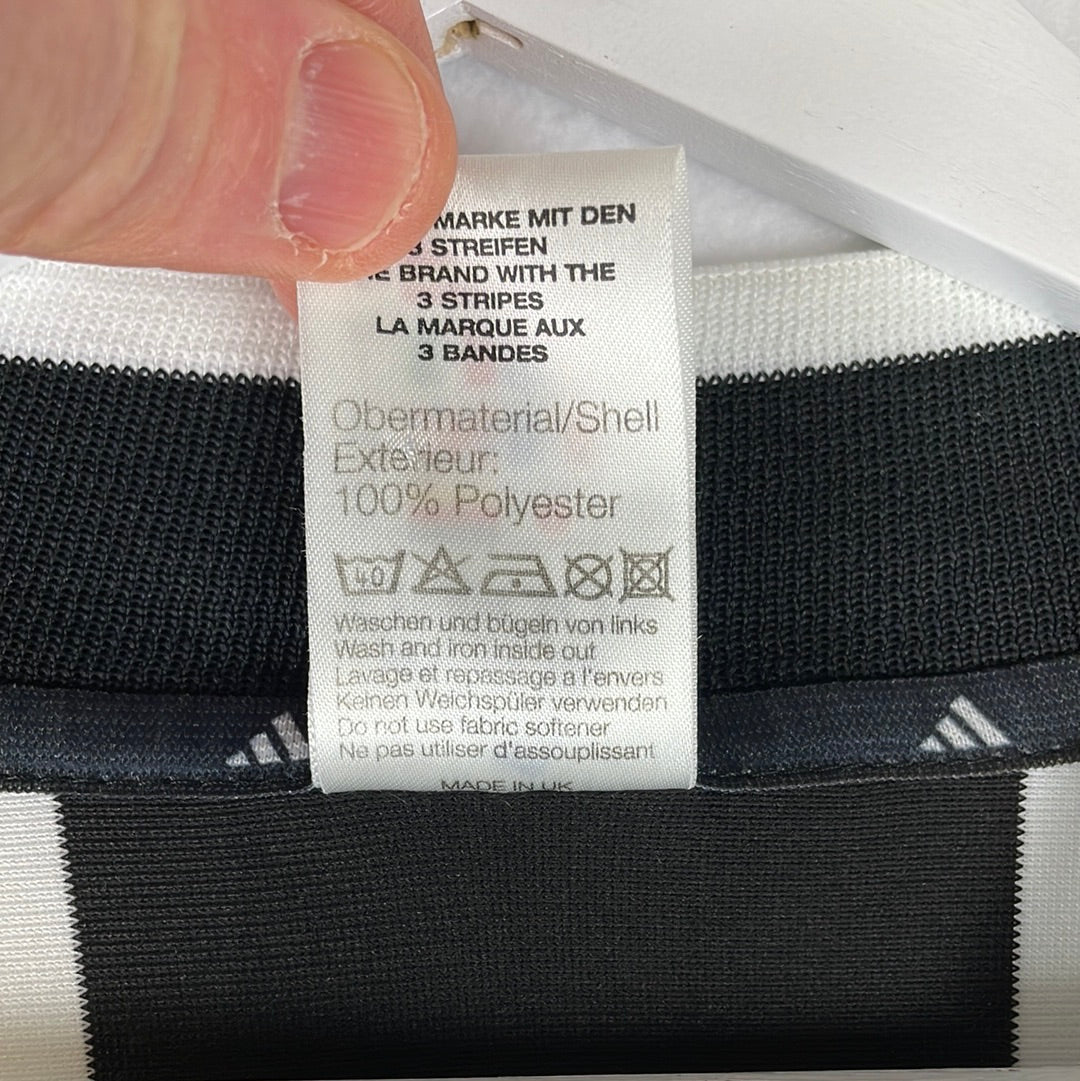 MARKE MIT DEN
3 STREIFEN
BRAND WITH THE
3 STRIPES
LA MARQUE AUX
3 BANDES
Obermaterial/Shell
Exterieur:
100% Polyester
40
Waschen und bügeln von links
Wash and iron inside out
Lavage et repassage a l'envers
Keinen Weichspüler verwenden
Do not use fabric softener
Ne pas utiliser d'assouplissant
MADE IN UK